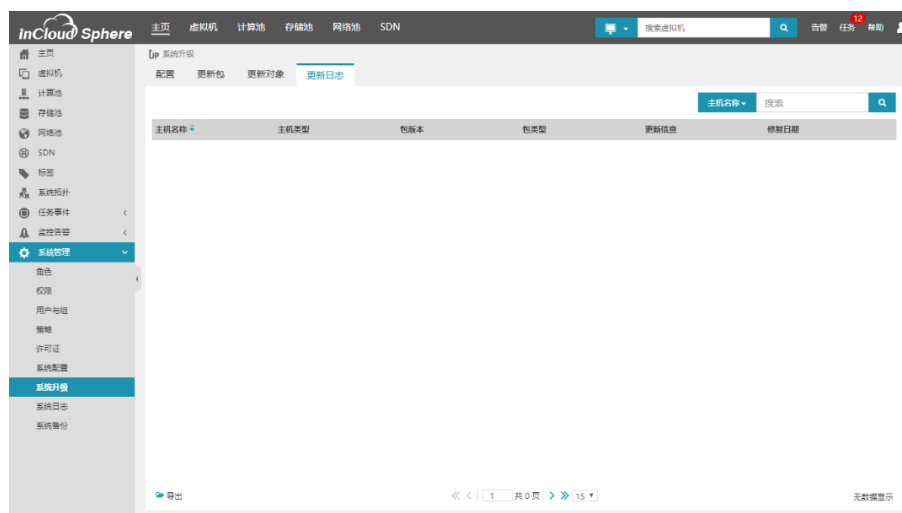 inCloud Sphere
主页 虚拟机 计算池 存储池 网络池 SDN
搜索虚拟机
告警 任务 12 帮助
主页
虚拟机
计算池
存储池
网络池
SDN
标签
系统拓扑
任务事件
监控告警
系统管理
角色
权限
用户与组
策略
许可证
系统配置
系统升级
系统日志
系统备份
Up 系统升级
配置 更新包 更新对象 更新日志
主机名称 搜索
主机名称 主机类型 包版本 包类型 更新信息 修复日期
导出
1 共 0 页 15
无数据显示